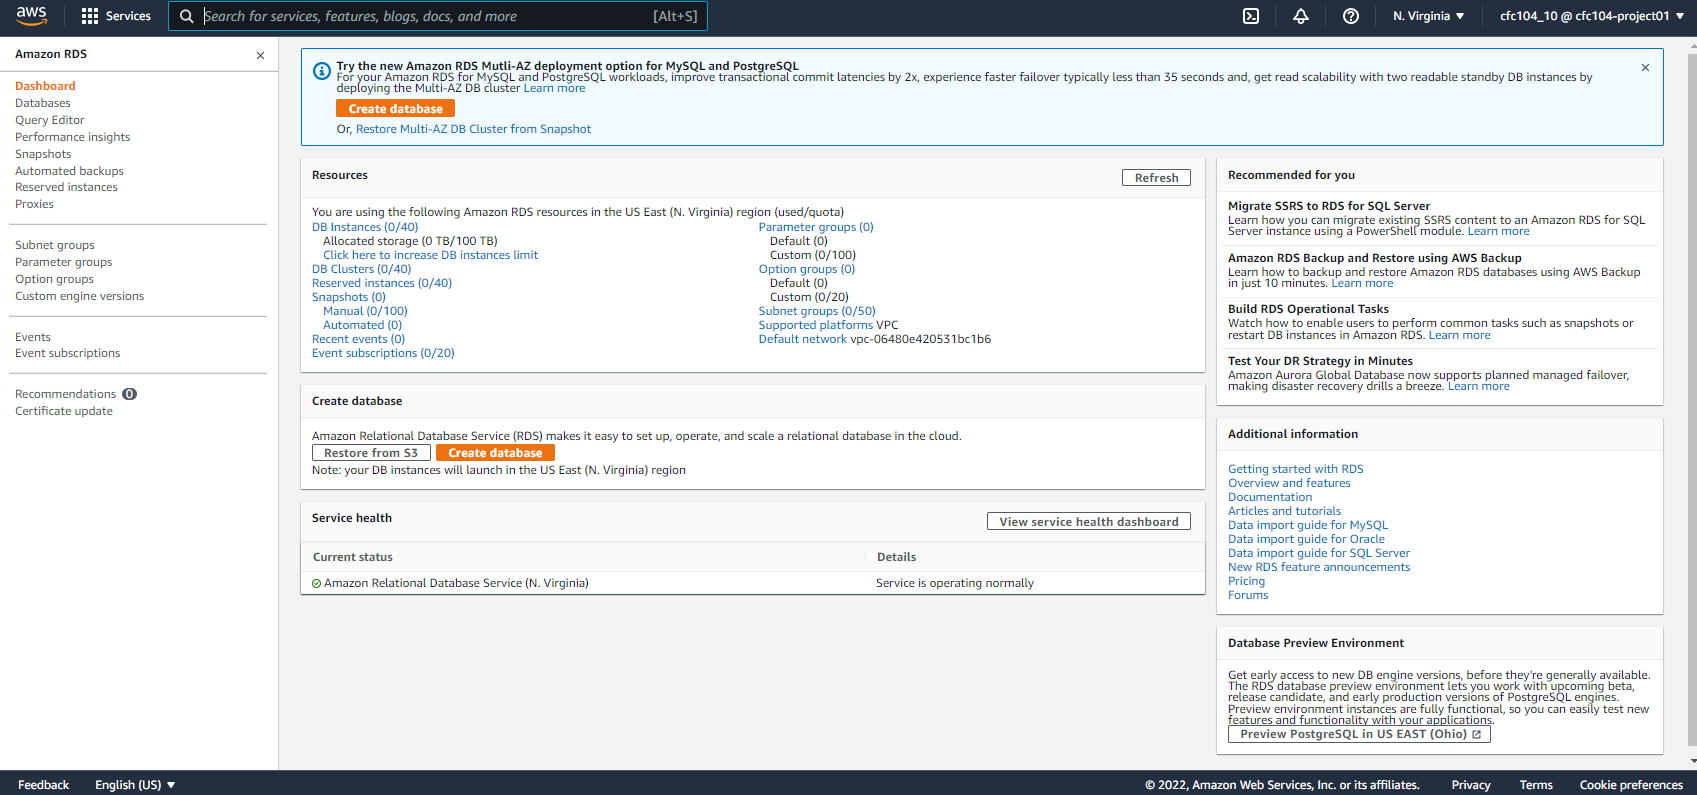 aws
Services
Search for services, features, blogs, docs, and more
[Alt+S]
N. Virginia
cfc104_10 @ cfc104-project01
Amazon RDS
Dashboard
Databases
Query Editor
Performance insights
Snapshots
Automated backups
Reserved instances
Proxies
Subnet groups
Parameter groups
Option groups
Custom engine versions
Events
Event subscriptions
Recommendations 0
Certificate update
Try the new Amazon RDS Mutli-AZ deployment option for MySQL and PostgreSQL
For your Amazon RDS for MySQL and PostgreSQL workloads, improve transactional commit latencies by 2x, experience faster failover typically less than 35 seconds and, get read scalability with two readable standby DB instances by
deploying the Multi-AZ DB cluster Learn more
Create database
Or, Restore Multi-AZ DB Cluster from Snapshot
Resources
Refresh
You are using the following Amazon RDS resources in the US East (N. Virginia) region (used/quota)
DB Instances (0/40)
Allocated storage (0 TB/100 TB)
Click here to increase DB instances limit
DB Clusters (0/40)
Reserved instances (0/40)
Snapshots (0)
Manual (0/100)
Automated (0)
Recent events (0)
Event subscriptions (0/20)
Parameter groups (0)
Default (0)
Custom (0/100)
Option groups (0)
Default (0)
Custom (0/20)
Subnet groups (0/50)
Supported platforms VPC
Default network vpc-06480e420531bc1b6
Create database
Amazon Relational Database Service (RDS) makes it easy to set up, operate, and scale a relational database in the cloud.
Restore from S3
Create database
Note: your DB instances will launch in the US East (N. Virginia) region
Service health
View service health dashboard
Current status
Details
Amazon Relational Database Service (N. Virginia)
Service is operating normally
Recommended for you
Migrate SSRS to RDS for SQL Server
Learn how you can migrate existing SSRS content to an Amazon RDS for SQL
Server instance using a PowerShell module. Learn more
Amazon RDS Backup and Restore using AWS Backup
Learn how to backup and restore Amazon RDS databases using AWS Backup
in just 10 minutes. Learn more
Build RDS Operational Tasks
Watch how to enable users to perform common tasks such as snapshots or
restart DB instances in Amazon RDS. Learn more
Test Your DR Strategy in Minutes
Amazon Aurora Global Database now supports planned managed failover,
making disaster recovery drills a breeze. Learn more
Additional information
Getting started with RDS
Overview and features
Documentation
Articles and tutorials
Data import guide for MySQL
Data import guide for Oracle
Data import guide for SQL Server
New RDS feature announcements
Pricing
Forums
Database Preview Environment
Get early access to new DB engine versions, before they're generally available.
The RDS database preview environment lets you work with upcoming beta,
release candidate, and early production versions of PostgreSQL engines.
Preview environment instances are fully functional, so you can easily test new
features and functionality with your applications.
Preview PostgreSQL in US EAST (Ohio)
Feedback
English (US)
© 2022, Amazon Web Services, Inc. or its affiliates.
Privacy
Terms
Cookie preferences